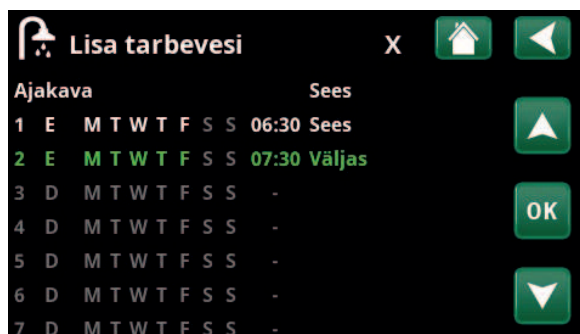 Lisa tarbevesi X
Ajakava Sees
1 E M T W T F S S 06:30 Sees
2 E M T W T F S S 07:30 Väljas
3 D M T W T F S S -
4 D M T W T F S S -
5 D M T W T F S S -
6 D M T W T F S S -
7 D M T W T F S S -
OK